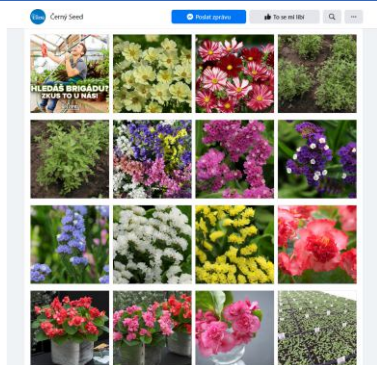 Černý Seed
Poslat zprávu
To se mi líbí
HLEDÁŠ BRIGÁDU?
ZKUS TO U NÁS!